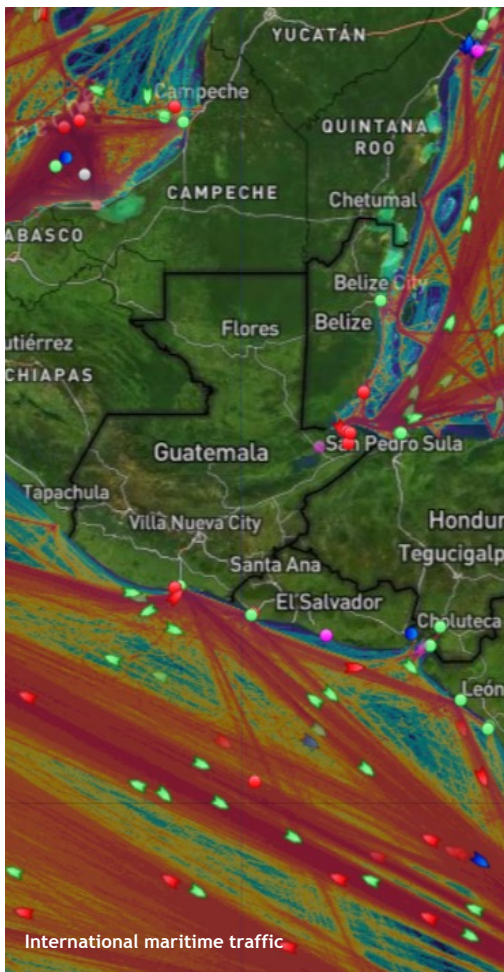 YUCATÁN
Campeche
QUINTANA
ROO
CAMPECHE
Chetumal
ABASCO
Belize City
Flores
Belize
utiérrez
CHIAPAS
San Pedro Sula
Guatemala
Tapachula
Villa Nueva City
Hondur
Tegucigalp
Santa Ana
El Salvador
Choluteca
León
International maritime traffic